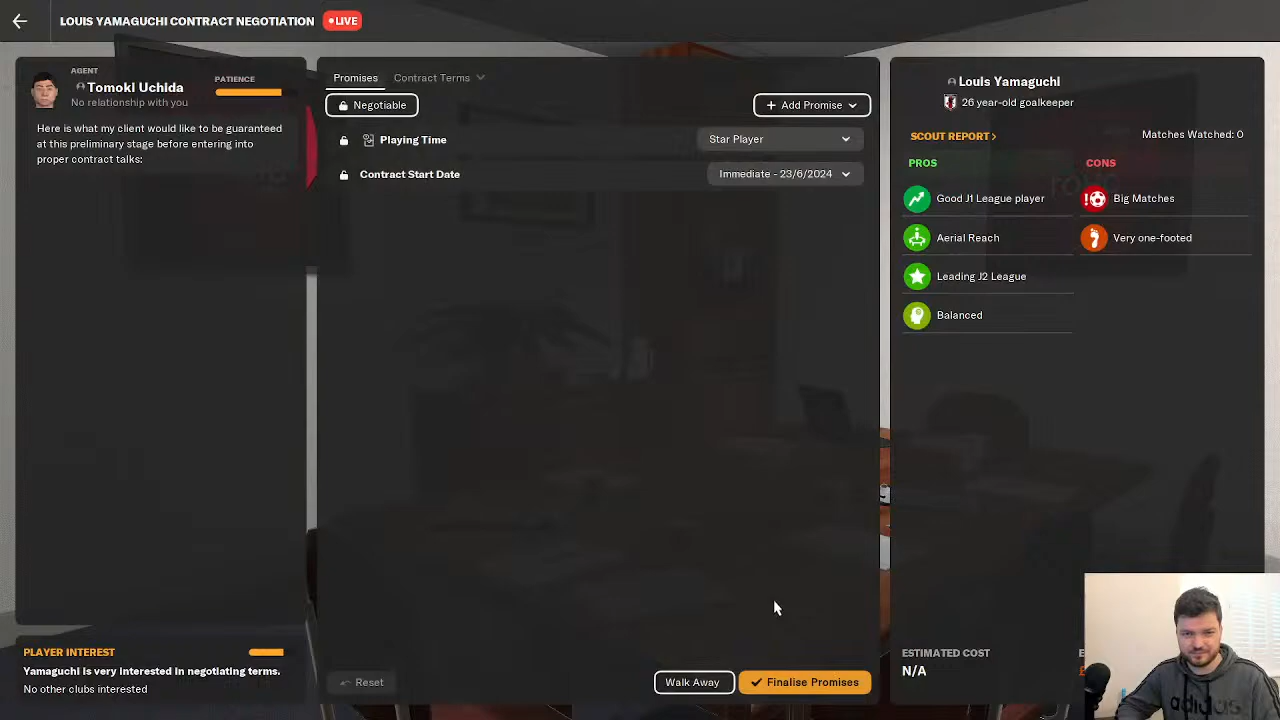 LOUIS YAMAGUCHI CONTRACT NEGOTIATION
LIVE
AGENT
Tomoki Uchida
No relationship with you
PATIENCE
Here is what my client would like to be guaranteed
at this preliminary stage before entering into
proper contract talks:
PLAYER INTEREST
Yamaguchi is very interested in negotiating terms.
No other clubs interested
Promises
Contract Terms
Negotiable
+ Add Promise
Playing Time
Star Player
Contract Start Date
Immediate - 23/6/2024
Reset
Walk Away
Finalise Promises
Louis Yamaguchi
26 year-old goalkeeper
SCOUT REPORT >
Matches Watched: 0
PROS
Good J1 League player
Aerial Reach
Leading J2 League
Balanced
CONS
Big Matches
Very one-footed
ESTIMATED COST
N/A
adidas